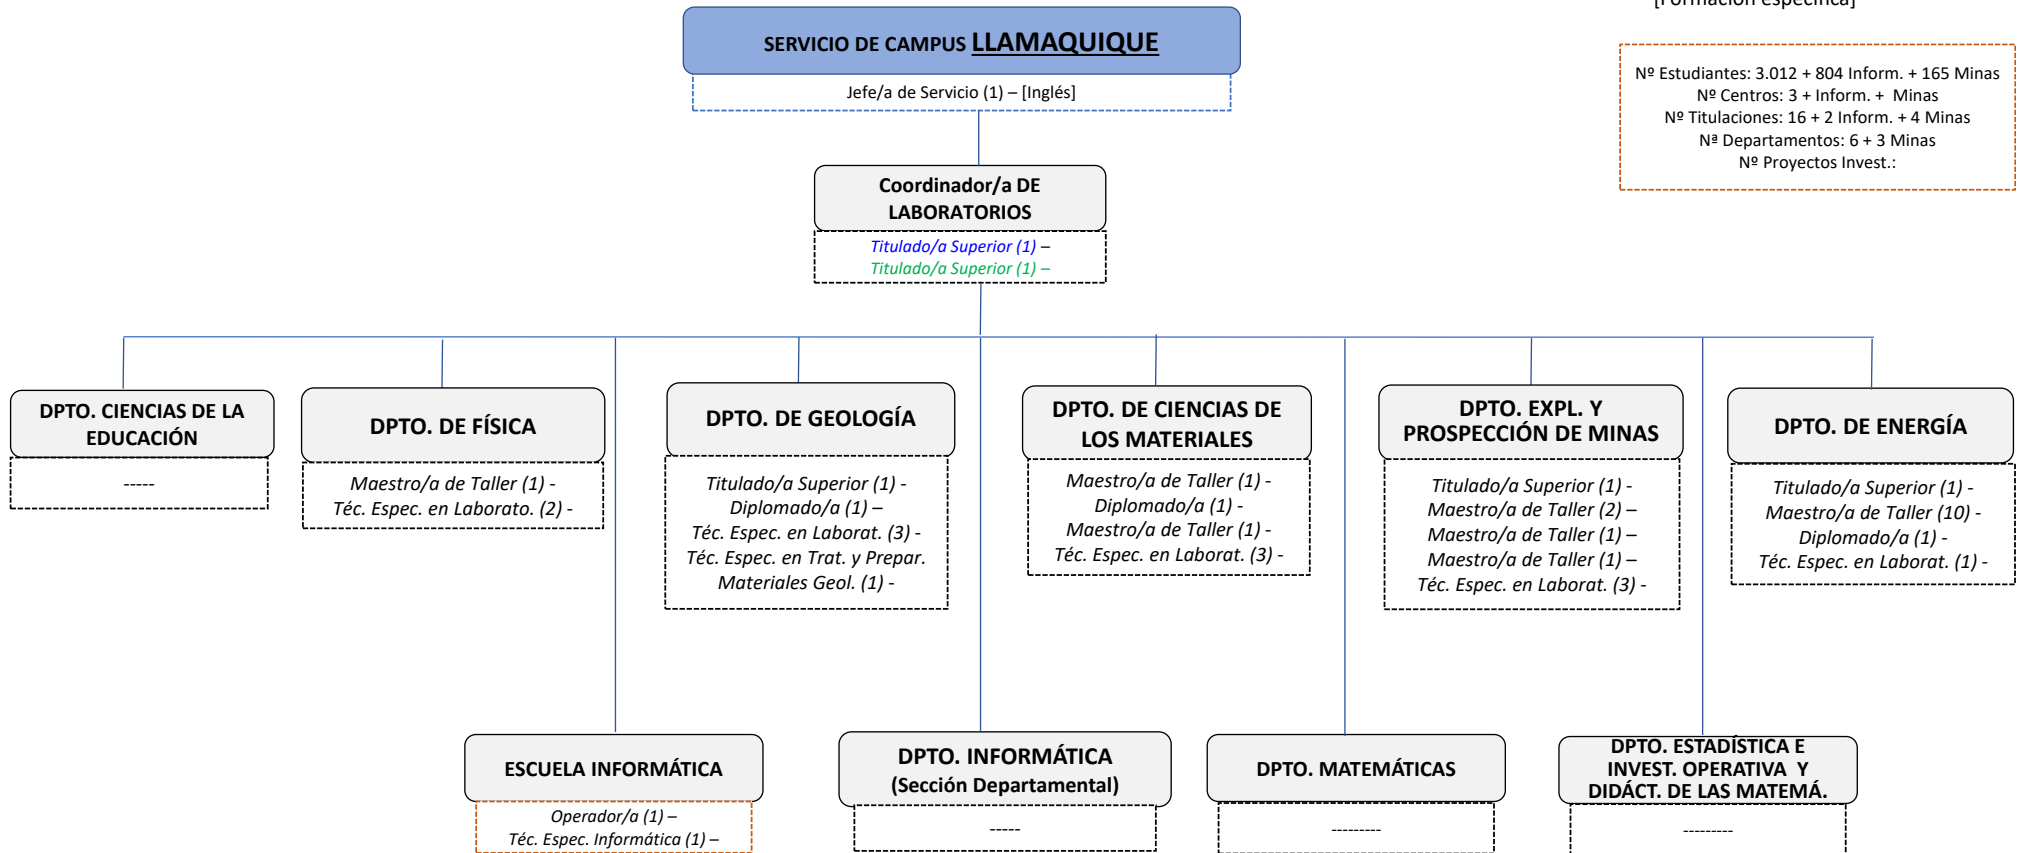 [Formación específica]
SERVICIO DE CAMPUS LLAMAQUIQUE
Jefe/a de Servicio (1) – [Inglés]
Nº Estudiantes: 3.012 + 804 Inform. + 165 Minas
Nº Centros: 3 + Inform. + Minas
Nº Titulaciones: 16 + 2 Inform. + 4 Minas
Nª Departamentos: 6 + 3 Minas
Nº Proyectos Invest.:
Coordinador/a DE
LABORATORIOS
Titulado/a Superior (1) –
Titulado/a Superior (1) –
DPTO. CIENCIAS DE LA
EDUCACIÓN
-----
DPTO. DE FÍSICA
Maestro/a de Taller (1) -
Téc. Espec. en Laborato. (2) -
DPTO. DE GEOLOGÍA
Titulado/a Superior (1) -
Diplomado/a (1) –
Téc. Espec. en Laborat. (3) -
Téc. Espec. en Trat. y Prepar.
Materiales Geol. (1) -
DPTO. DE CIENCIAS DE
LOS MATERIALES
Maestro/a de Taller (1) -
Diplomado/a (1) -
Maestro/a de Taller (1) -
Téc. Espec. en Laborat. (3) -
DPTO. EXPL. Y
PROSPECCIÓN DE MINAS
Titulado/a Superior (1) -
Maestro/a de Taller (2) –
Maestro/a de Taller (1) –
Maestro/a de Taller (1) –
Téc. Espec. en Laborat. (3) -
DPTO. DE ENERGÍA
Titulado/a Superior (1) -
Maestro/a de Taller (10) -
Diplomado/a (1) -
Téc. Espec. en Laborat. (1) -
ESCUELA INFORMÁTICA
Operador/a (1) –
Téc. Espec. Informática (1) –
DPTO. INFORMÁTICA
(Sección Departamental)
-----
DPTO. MATEMÁTICAS
---------
DPTO. ESTADÍSTICA E
INVEST. OPERATIVA Y
DIDÁCT. DE LAS MATEMÁ.
---------